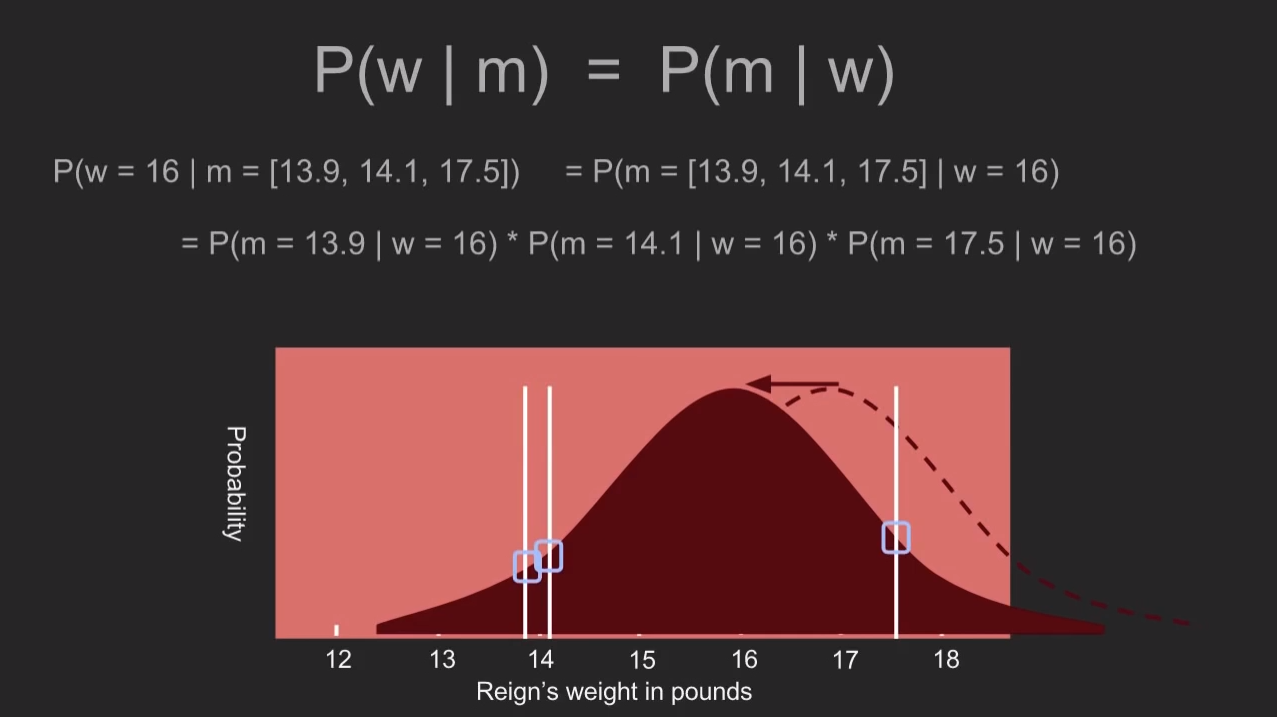 P(w | m) = P(m | w)
P(w = 16 | m = [13.9, 14.1, 17.5]) = P(m = [13.9, 14.1, 17.5] | w = 16)
= P(m = 13.9 | w = 16) * P(m = 14.1 | w = 16) * P(m = 17.5 | w = 16)
Probability
12 13 14 15 16 17 18
Reign's weight in pounds